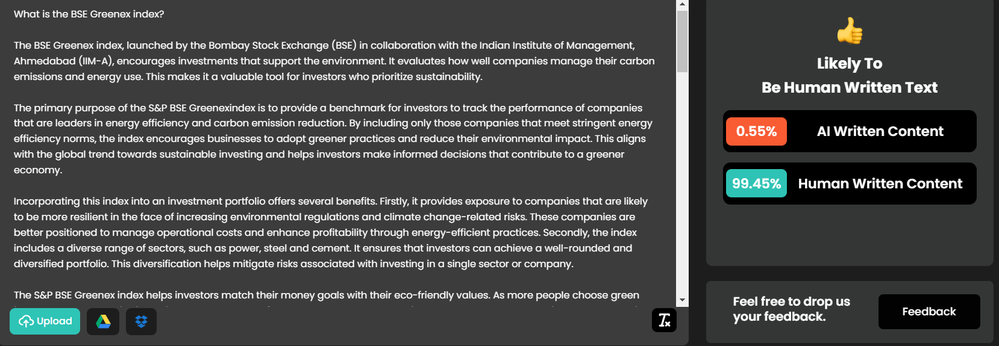 What is the BSE Greenex index?
The BSE Greenex index, launched by the Bombay Stock Exchange (BSE) in collaboration with the Indian Institute of Management,
Ahmedabad (IIM-A), encourages investments that support the environment. It evaluates how well companies manage their carbon
emissions and energy use. This makes it a valuable tool for investors who prioritize sustainability.
The primary purpose of the S&P BSE Greenexindex is to provide a benchmark for investors to track the performance of companies
that are leaders in energy efficiency and carbon emission reduction. By including only those companies that meet stringent energy
efficiency norms, the index encourages businesses to adopt greener practices and reduce their environmental impact. This aligns
with the global trend towards sustainable investing and helps investors make informed decisions that contribute to a greener
economy.
Incorporating this index into an investment portfolio offers several benefits. Firstly, it provides exposure to companies that are likely
to be more resilient in the face of increasing environmental regulations and climate change-related risks. These companies are
better positioned to manage operational costs and enhance profitability through energy-efficient practices. Secondly, the index
includes a diverse range of sectors, such as power, steel and cement. It ensures that investors can achieve a well-rounded and
diversified portfolio. This diversification helps mitigate risks associated with investing in a single sector or company.
The S&P BSE Greenex index helps investors match their money goals with their eco-friendly values. As more people choose green
Upload
Likely To
Be Human Written Text
0.55% AI Written Content
99.45% Human Written Content
Feel free to drop us
your feedback.
Feedback